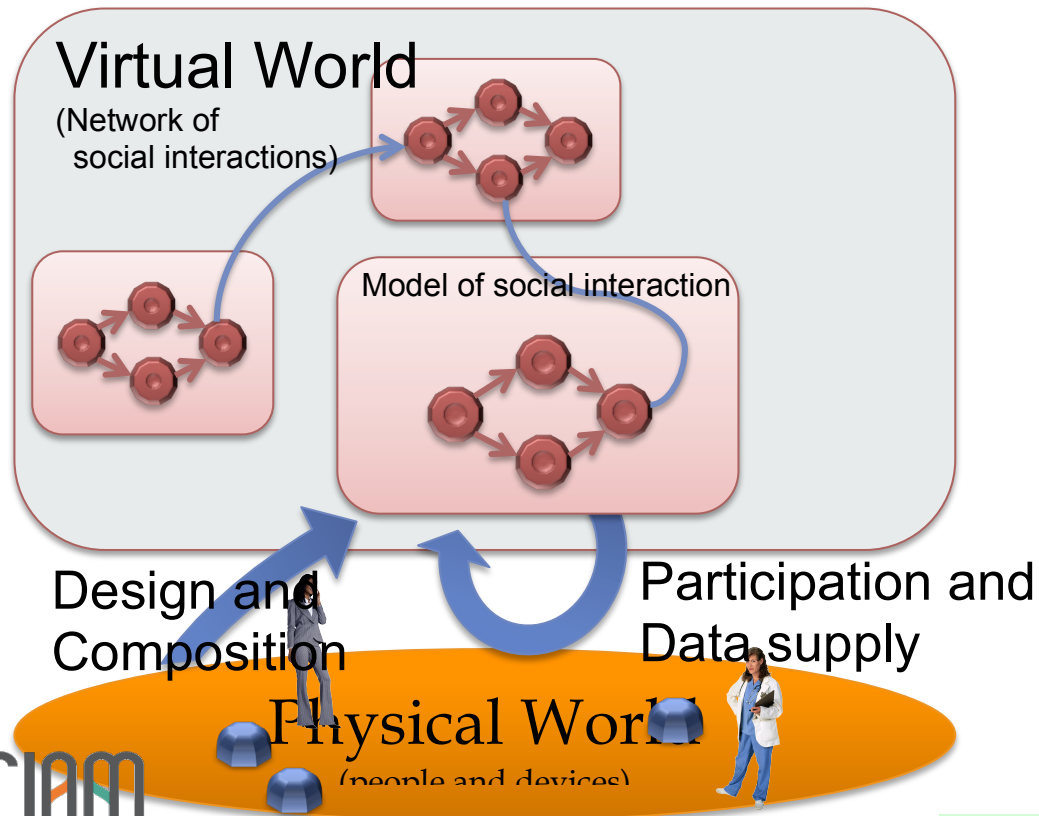 Virtual World
(Network of
social interactions)
Model of social interaction
Design and
Composition
Participation and
Data supply
Physical World
(people and devices)